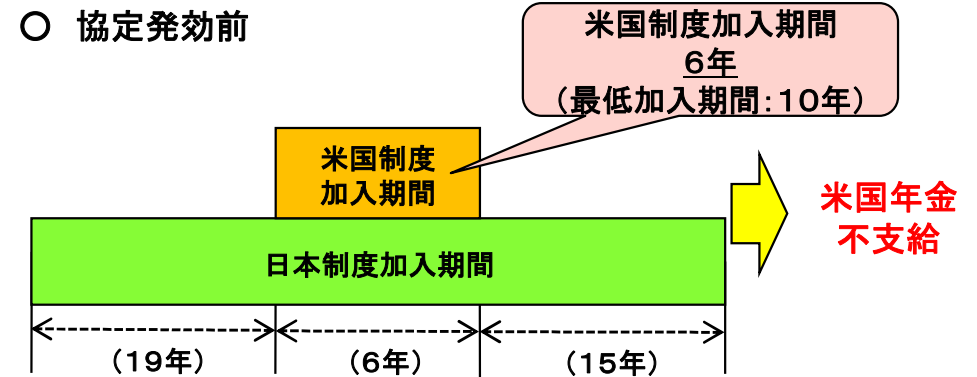 ○ 協定発効前
米国制度加入期間
6年
（最低加入期間：10年）
米国制度
加入期間
米国年金
不支給
日本制度加入期間
（19年）
（6年）
（15年）